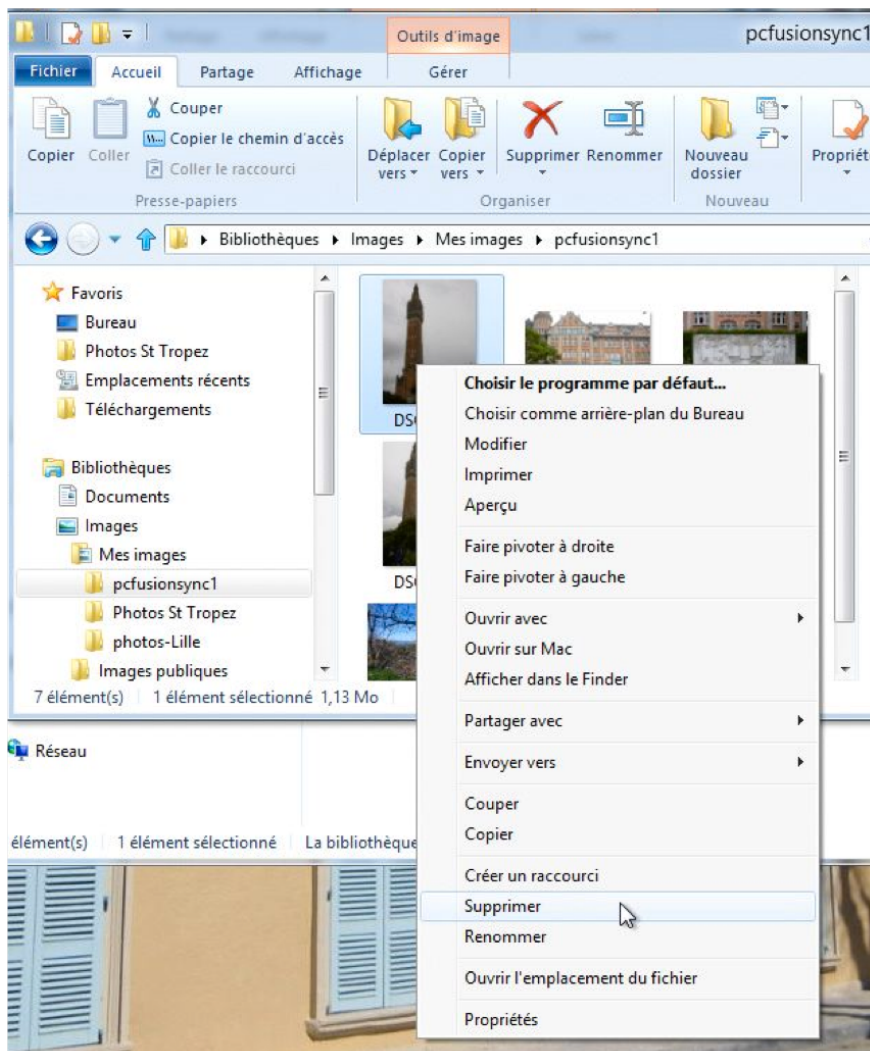 Outils d'image
pcfusionsync1
Fichier Accueil Partage Affichage Gérer
Copier
Coller
Couper
Copier le chemin d'accès
Coller le raccourci
Presse-papiers
Déplacer vers
Copier vers
Supprimer
Renommer
Organiser
Nouveau dossier
Nouveau
Propriét
Bibliothèques Images Mes images pcfusionsync1
Favoris
Bureau
Photos St Tropez
Emplacements récents
Téléchargements
Bibliothèques
Documents
Images
Mes images
pcfusionsync1
Photos St Tropez
photos-Lille
Images publiques
DS
DS
7 élément(s) 1 élément sélectionné 1,13 Mo
Choisir le programme par défaut...
Choisir comme arrière-plan du Bureau
Modifier
Imprimer
Aperçu
Faire pivoter à droite
Faire pivoter à gauche
Ouvrir avec
Ouvrir sur Mac
Afficher dans le Finder
Partager avec
Envoyer vers
Couper
Copier
Créer un raccourci
Supprimer
Renommer
Ouvrir l'emplacement du fichier
Propriétés
Réseau
élément(s) 1 élément sélectionné La bibliothèque